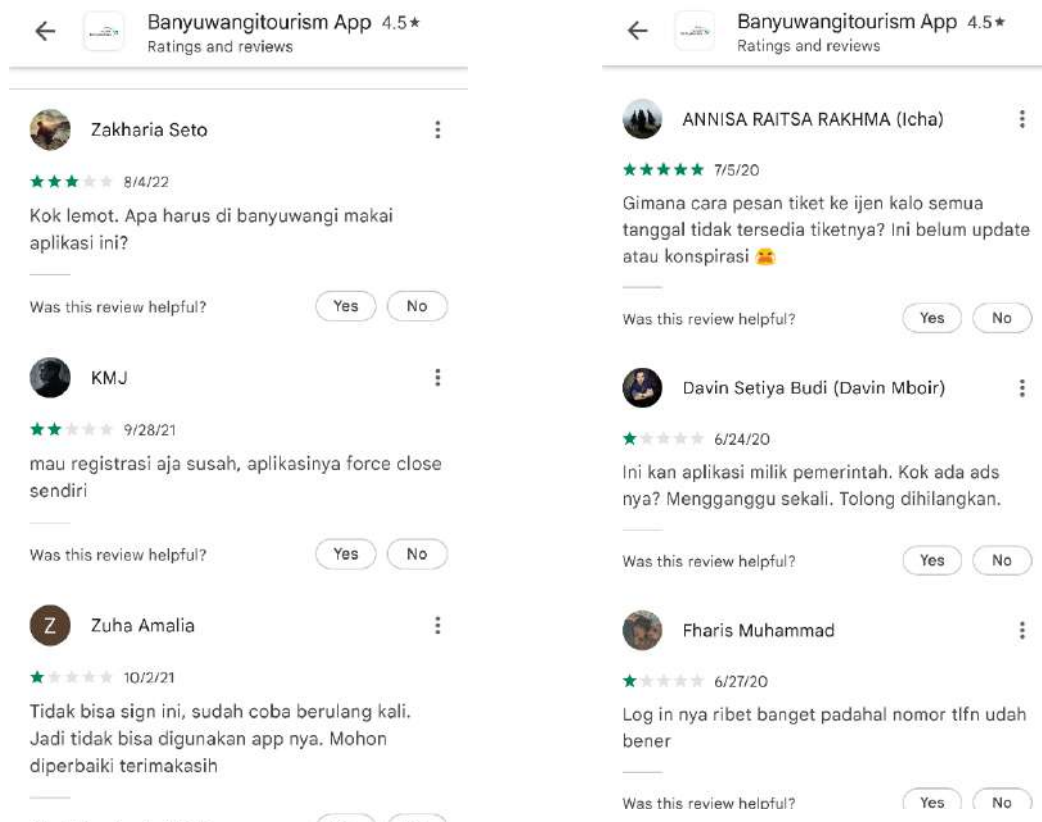 Banyuwangitourism App 4.5★
Ratings and reviews
Zakharia Seto
8/4/22
Kok lemot. Apa harus di banyuwangi makai
aplikasi ini?
Was this review helpful? Yes No
KMJ
9/28/21
mau registrasi aja susah, aplikasinya force close
sendiri
Was this review helpful? Yes No
Z Zuha Amalia
10/2/21
Tidak bisa sign ini, sudah coba berulang kali.
Jadi tidak bisa digunakan app nya. Mohon
diperbaiki terimakasih
Banyuwangitourism App 4.5★
Ratings and reviews
ANNISA RAITSA RAKHMA (Icha)
7/5/20
Gimana cara pesan tiket ke ijen kalo semua
tanggal tidak tersedia tiketnya? Ini belum update
atau konspirasi 😫
Was this review helpful? Yes No
Davin Setiya Budi (Davin Mboir)
6/24/20
Ini kan aplikasi milik pemerintah. Kok ada ads
nya? Mengganggu sekali. Tolong dihilangkan.
Was this review helpful? Yes No
Fharis Muhammad
6/27/20
Log in nya ribet banget padahal nomor tlfn udah
bener
Was this review helpful? Yes No